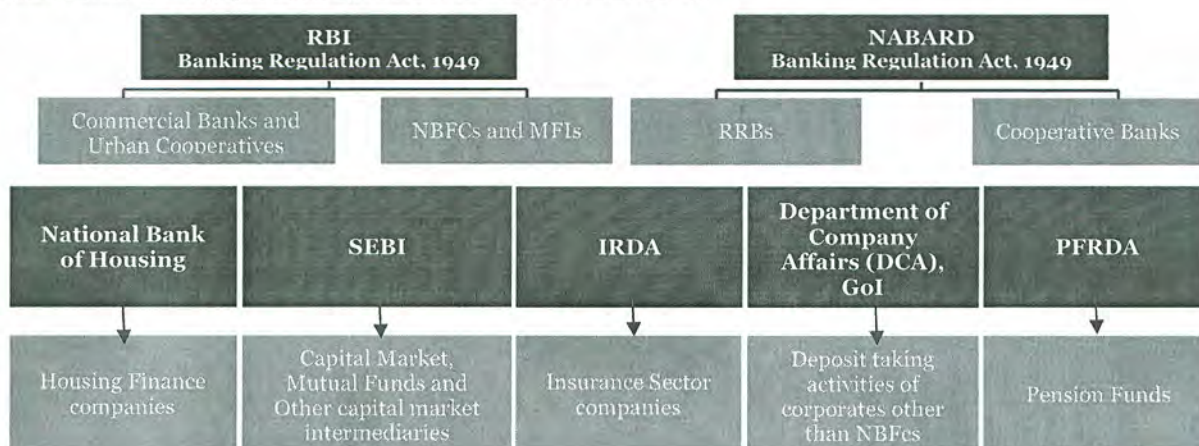 RBI
Banking Regulation Act, 1949
NABARD
Banking Regulation Act, 1949
Commercial Banks and
Urban Cooperatives
NBFCs and MFIs
RRBs
Cooperative Banks
National Bank
of Housing
SEBI
IRDA
Department of
Company
Affairs (DCA),
GoI
PFRDA
Housing Finance
companies
Capital Market,
Mutual Funds and
Other capital market
intermediaries
Insurance Sector
companies
Deposit taking
activities of
corporates other
than NBFcs
Pension Funds